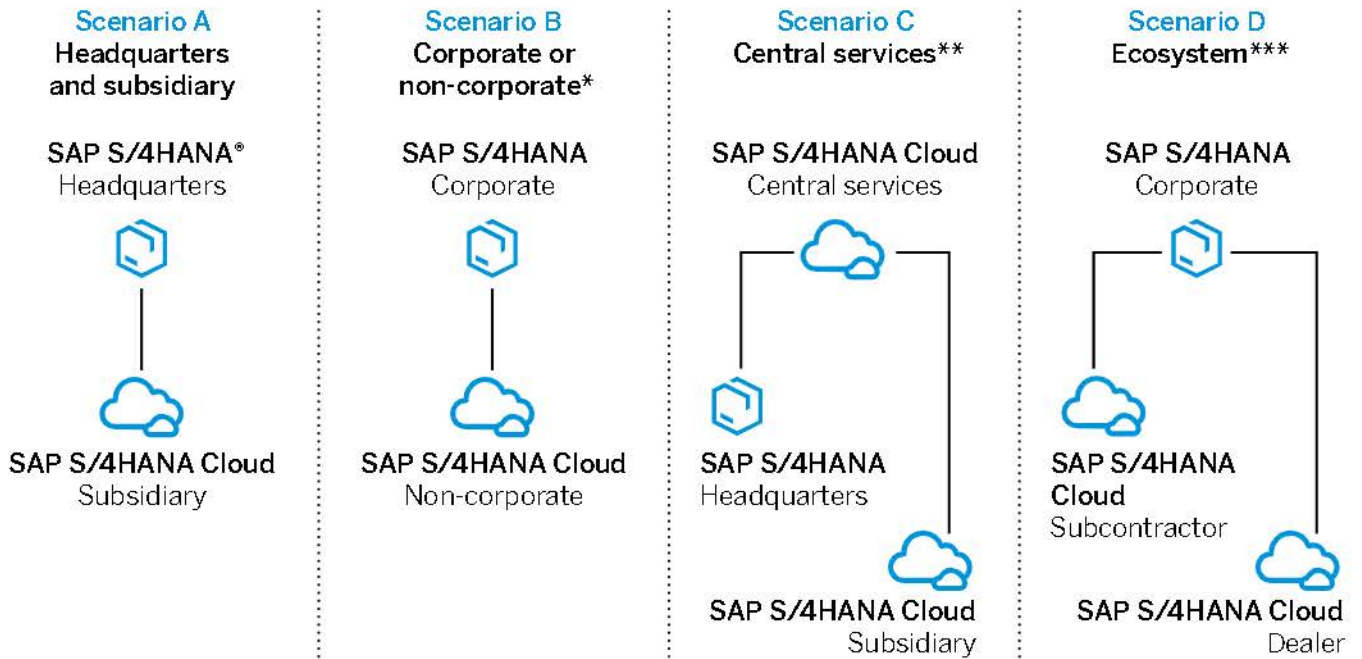 Scenario A
Headquarters
and subsidiary
SAP S/4HANA®
Headquarters
SAP S/4HANA Cloud
Subsidiary
Scenario B
Corporate or
non-corporate*
SAP S/4HANA
Corporate
SAP S/4HANA Cloud
Non-corporate
Scenario C
Central services**
SAP S/4HANA Cloud
Central services
SAP S/4HANA
Headquarters
SAP S/4HANA Cloud
Subsidiary
Scenario D
Ecosystem***
SAP S/4HANA
Corporate
SAP S/4HANA
Cloud
Subcontractor
SAP S/4HANA Cloud
Dealer